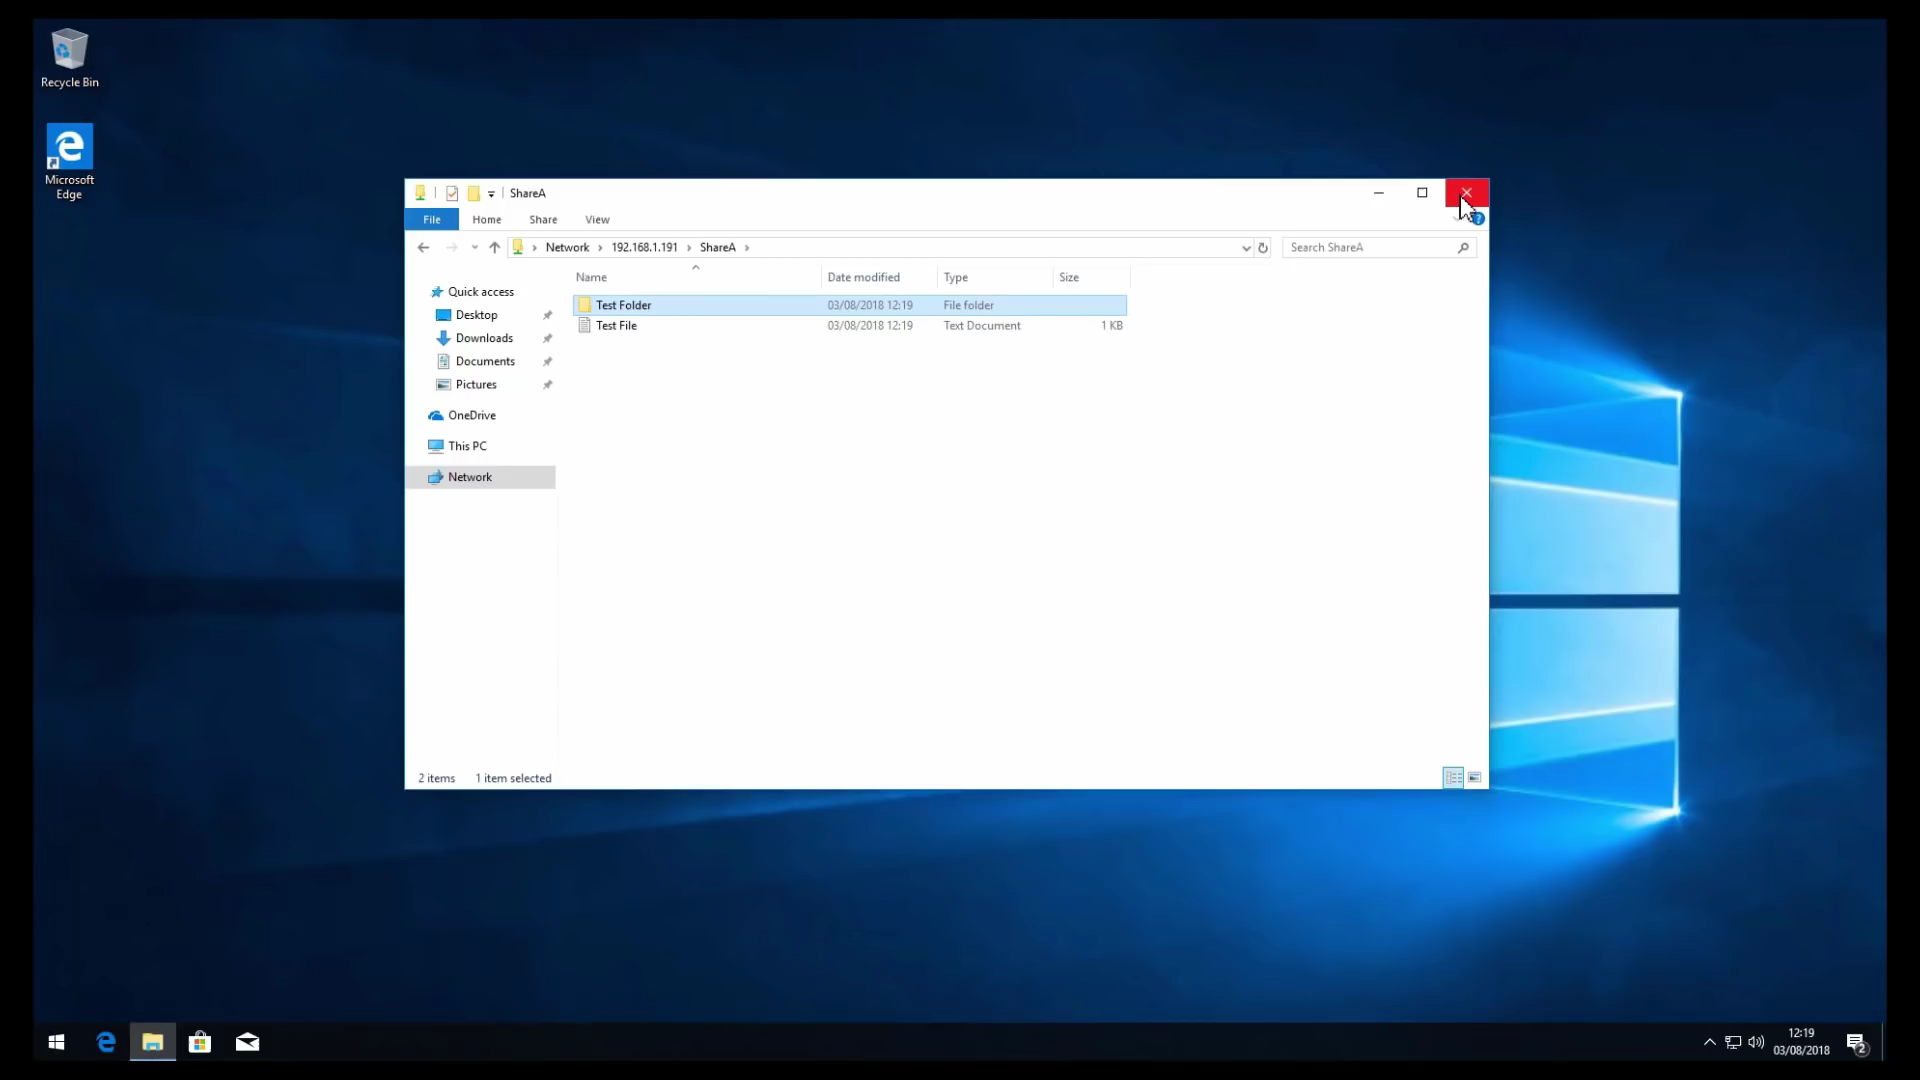 Recycle Bin
Microsoft
Edge
ShareA
File Home Share View
Network 192.168.1.191 ShareA
Search ShareA
Name Date modified Type Size
Quick access
Desktop
Downloads
Documents
Pictures
OneDrive
This PC
Network
Test Folder 03/08/2018 12:19 File folder
Test File 03/08/2018 12:19 Text Document 1 KB
2 items 1 item selected
12:19
03/08/2018
2